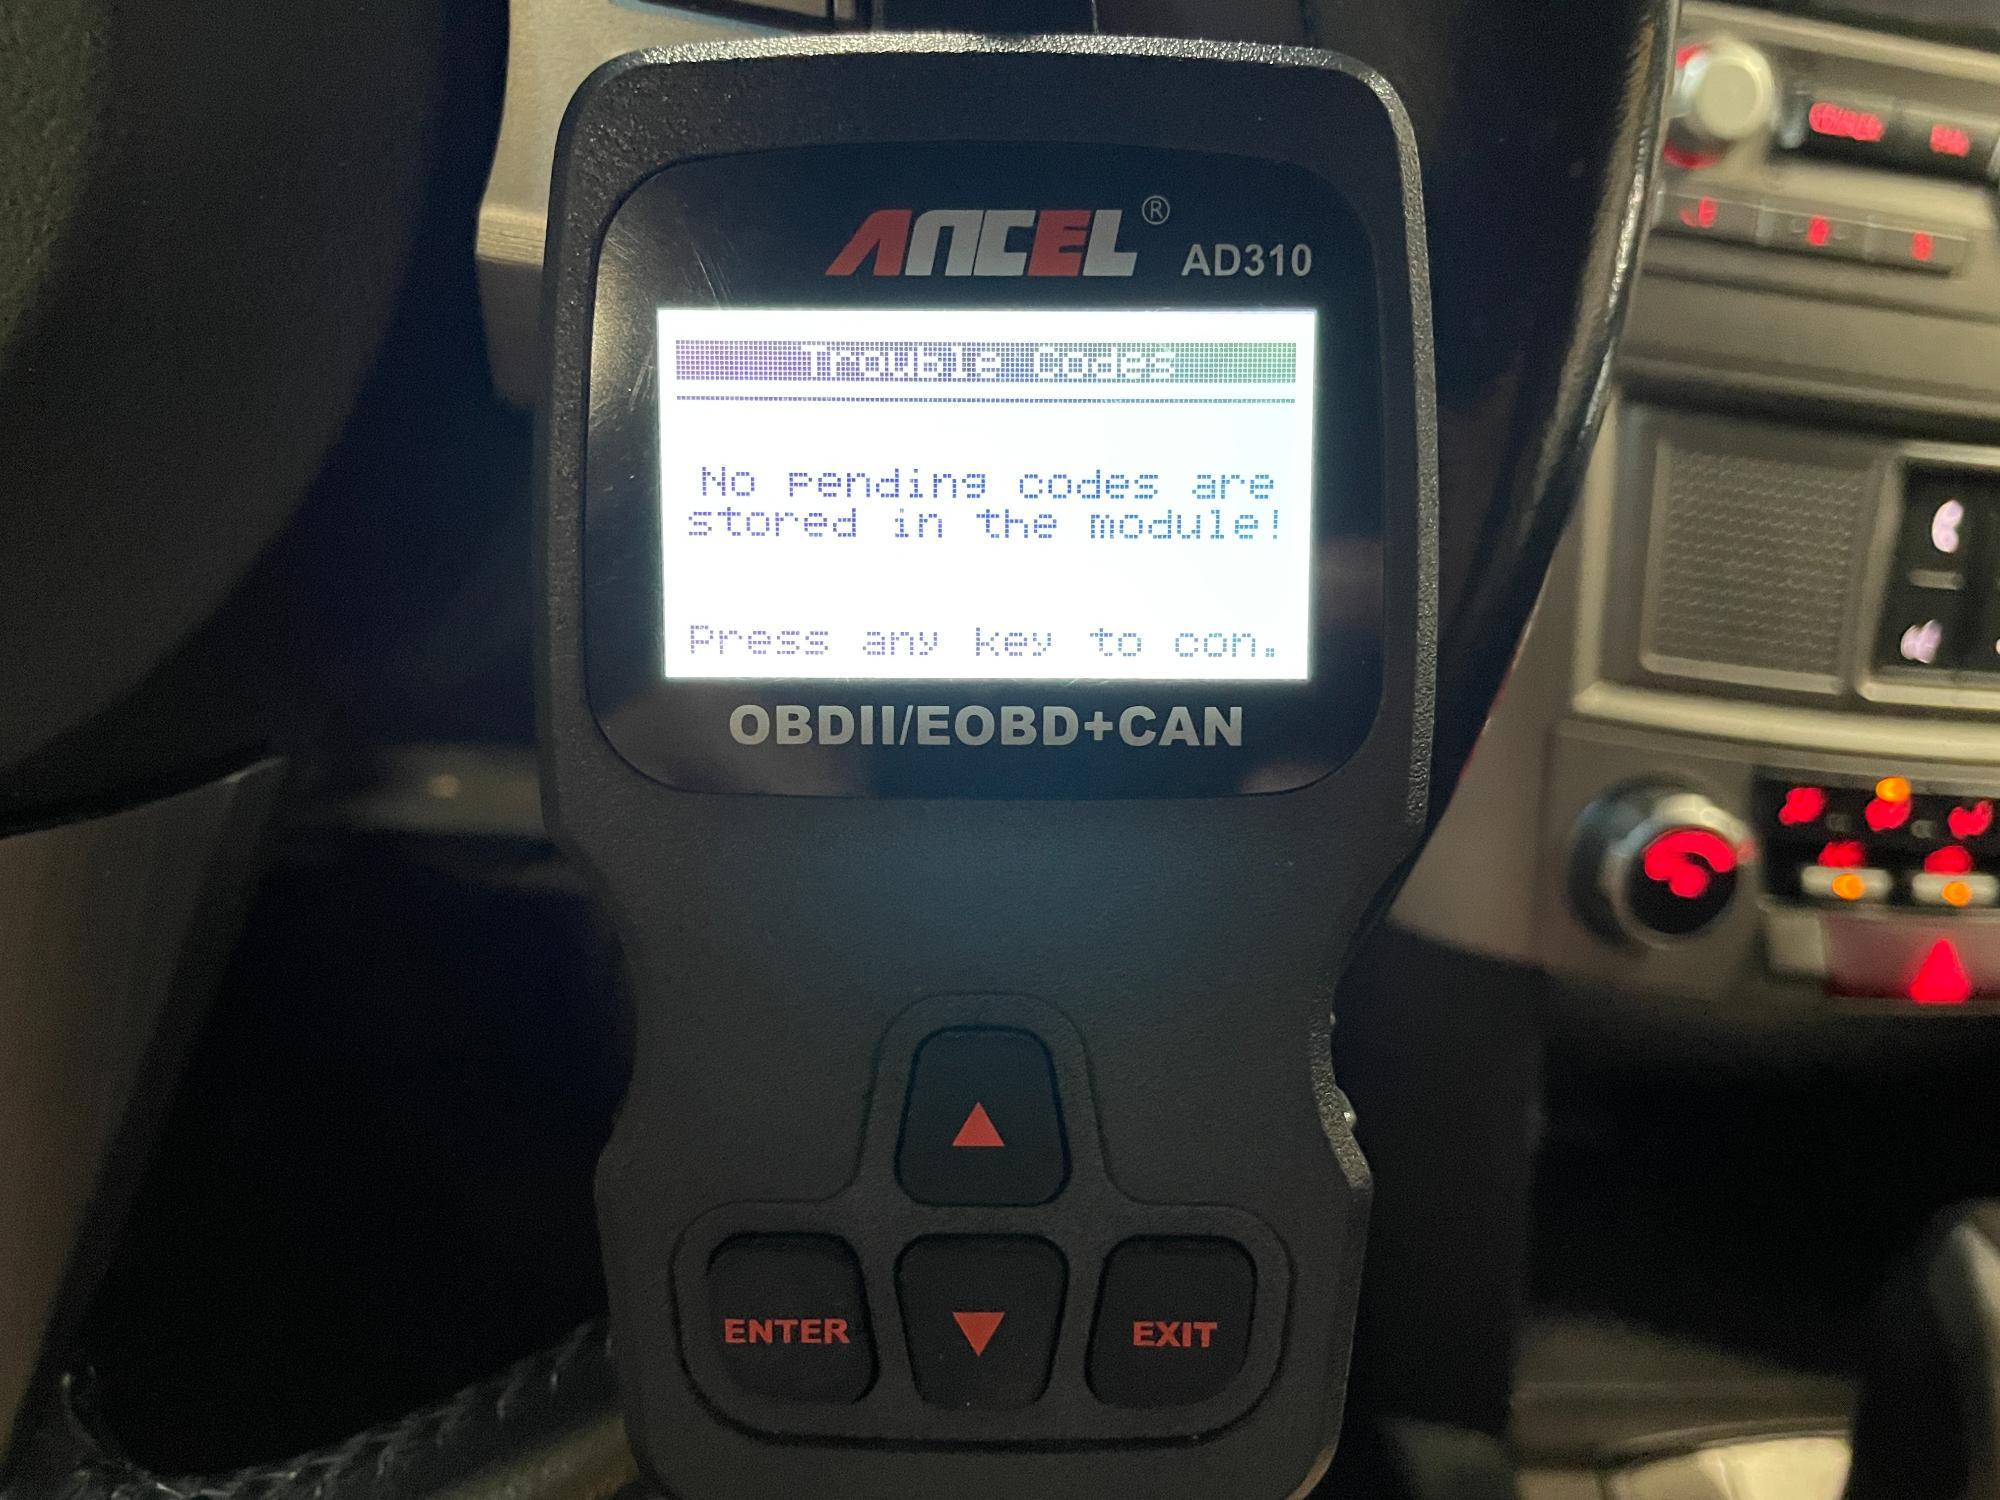 ANCEL® AD310
Trouble Codes
No pending codes are
stored in the module!
Press any key to con.
OBDII/EOBD+CAN
ENTER
EXIT